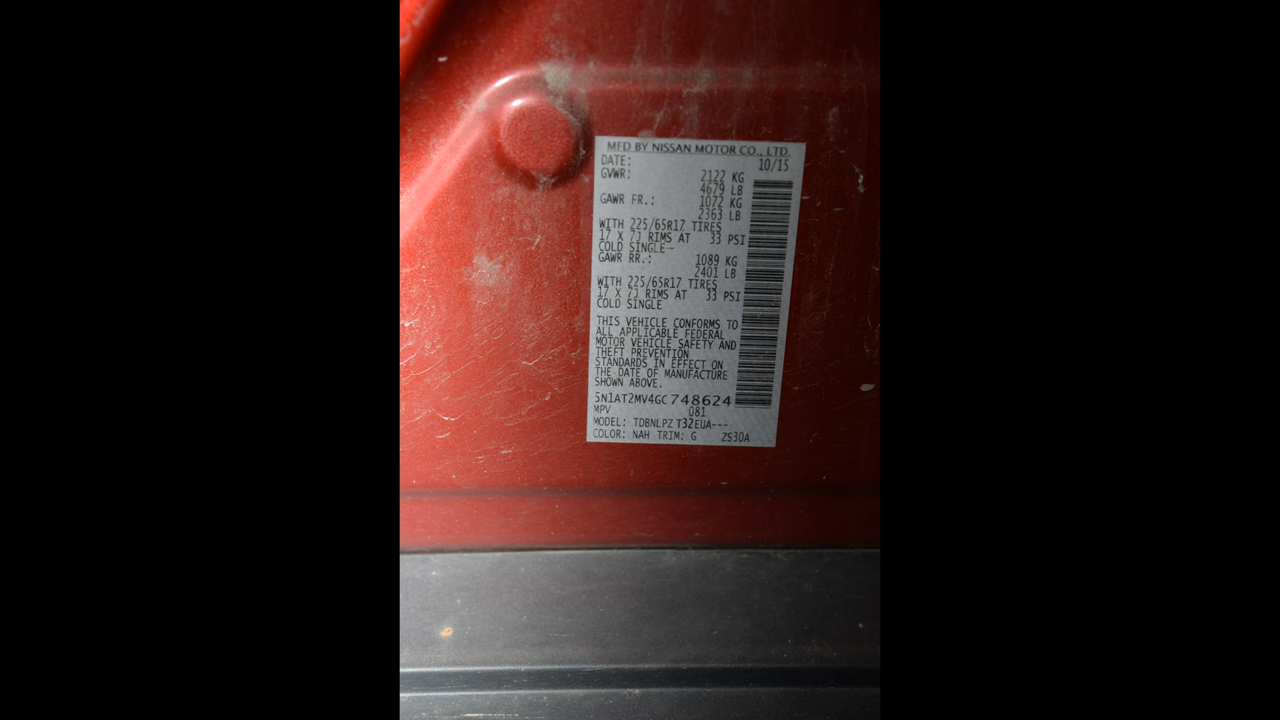 MFD BY NISSAN MOTOR CO., LTD.
DATE: 10/15
GVWR: 2122 KG
4679 LB
GAWR FR.: 1072 KG
2363 LB
WITH 225/65R17 TIRES
17 X 7J RIMS AT 33 PSI
COLD SINGLE--
GAWR RR.: 1089 KG
2401 LB
WITH 225/65R17 TIRES
17 X 7J RIMS AT 33 PSI
COLD SINGLE
THIS VEHICLE CONFORMS TO
ALL APPLICABLE FEDERAL
MOTOR VEHICLE SAFETY AND
THEFT PREVENTION
STANDARDS IN EFFECT ON
THE DATE OF MANUFACTURE
SHOWN ABOVE.
5N1AT2MV4GC748624
MPV 081
MODEL: TDBNLPZ T32EUA---
COLOR: NAH TRIM: G ZS30A